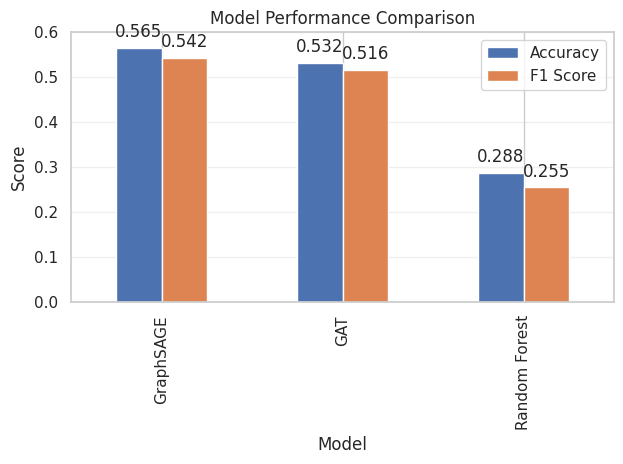 Model Performance Comparison
Accuracy
F1 Score
0.565
0.542
0.532
0.516
0.288
0.255
Score
0.6
0.5
0.4
0.3
0.2
0.1
0.0
GraphSAGE
GAT
Random Forest
Model